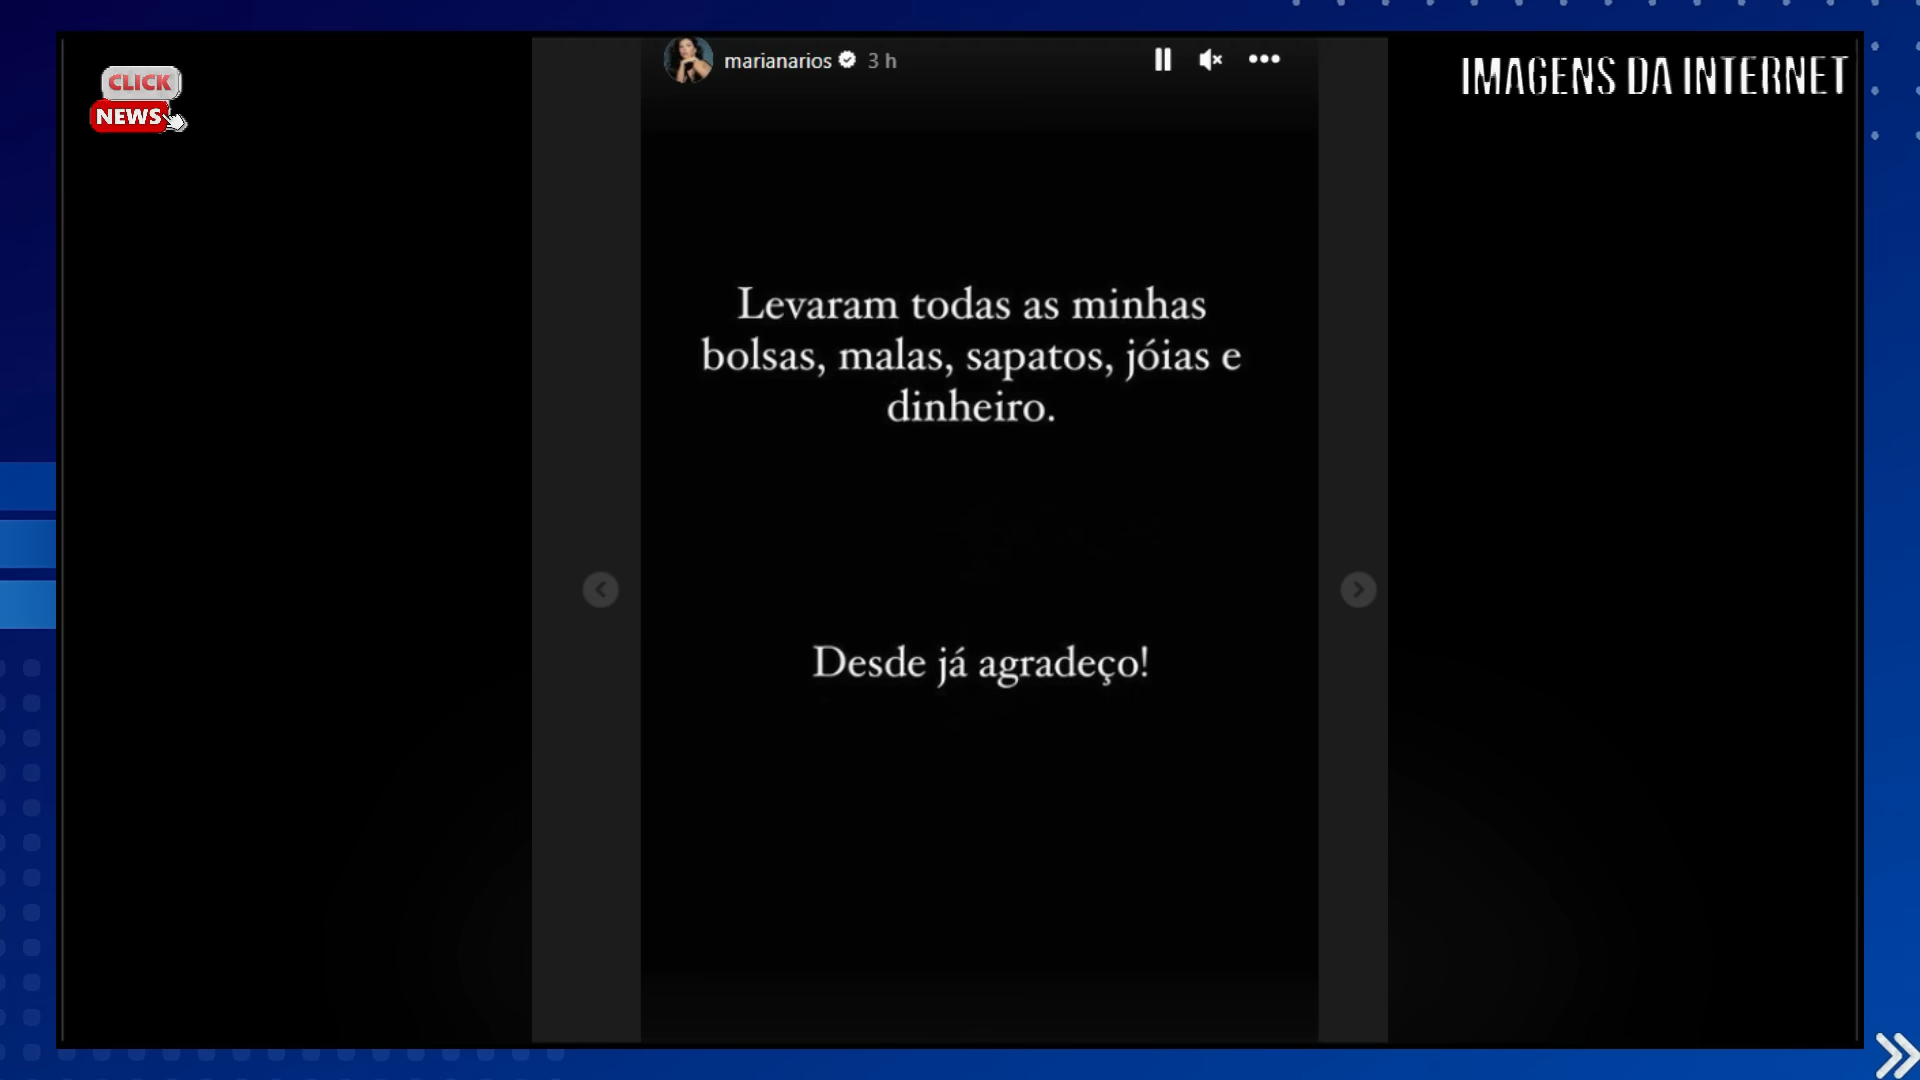 marianarios 3 h
CLICK
NEWS
IMAGENS DA INTERNET
Levaram todas as minhas
bolsas, malas, sapatos, jóias e
dinheiro.
Desde já agradeço!